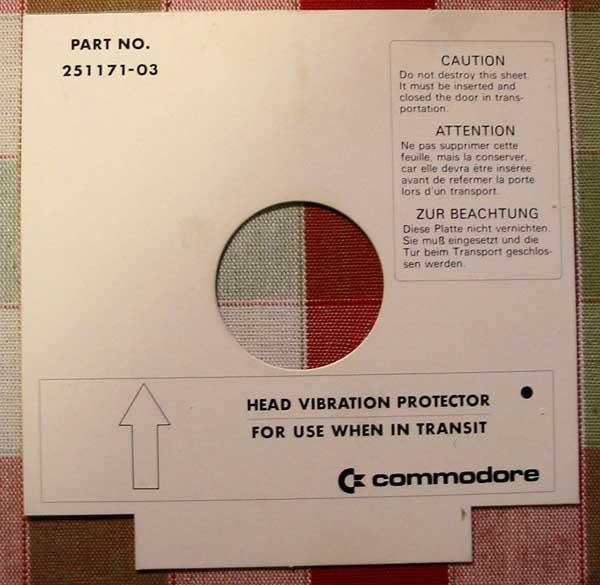 PART NO.
251171-03
CAUTION
Do not destroy this sheet.
It must be inserted and
closed the door in trans-
portation.
ATTENTION
Ne pas supprimer cette
feuille, mais la conserver,
car elle devra être insérée
avant de refermer la porte
lors d'un transport.
ZUR BEACHTUNG
Diese Platte nicht vernichten.
Sie muß eingesetzt und die
Tur beim Transport geschlos-
sen werden.
HEAD VIBRATION PROTECTOR
FOR USE WHEN IN TRANSIT
commodore